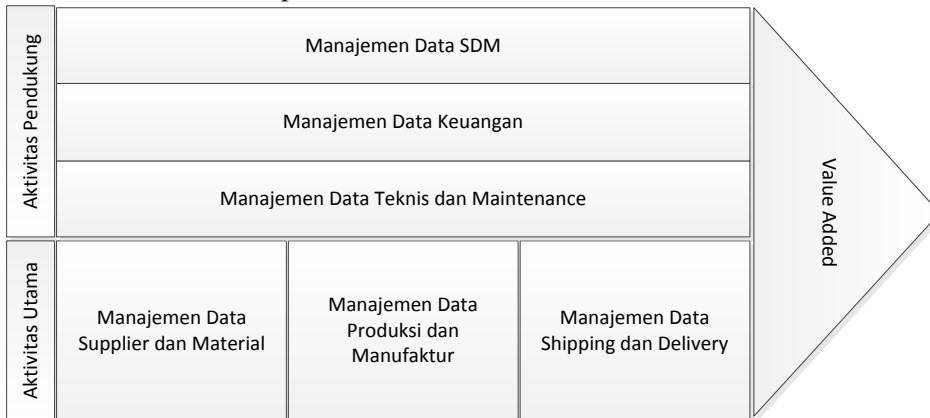 Aktivitas Pendukung
Manajemen Data SDM
Manajemen Data Keuangan
Manajemen Data Teknis dan Maintenance
Aktivitas Utama
Manajemen Data
Supplier dan Material
Manajemen Data
Produksi dan
Manufaktur
Manajemen Data
Shipping dan Delivery
Value Added